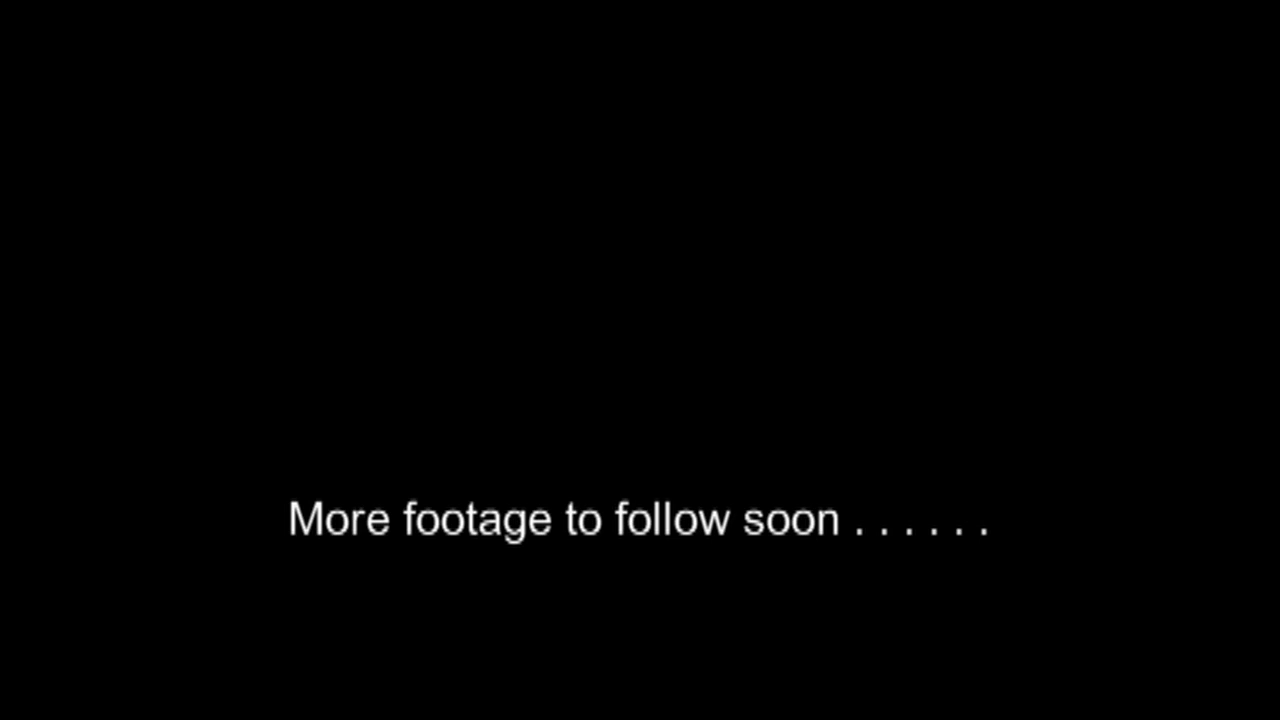 More footage to follow soon . . . . . .